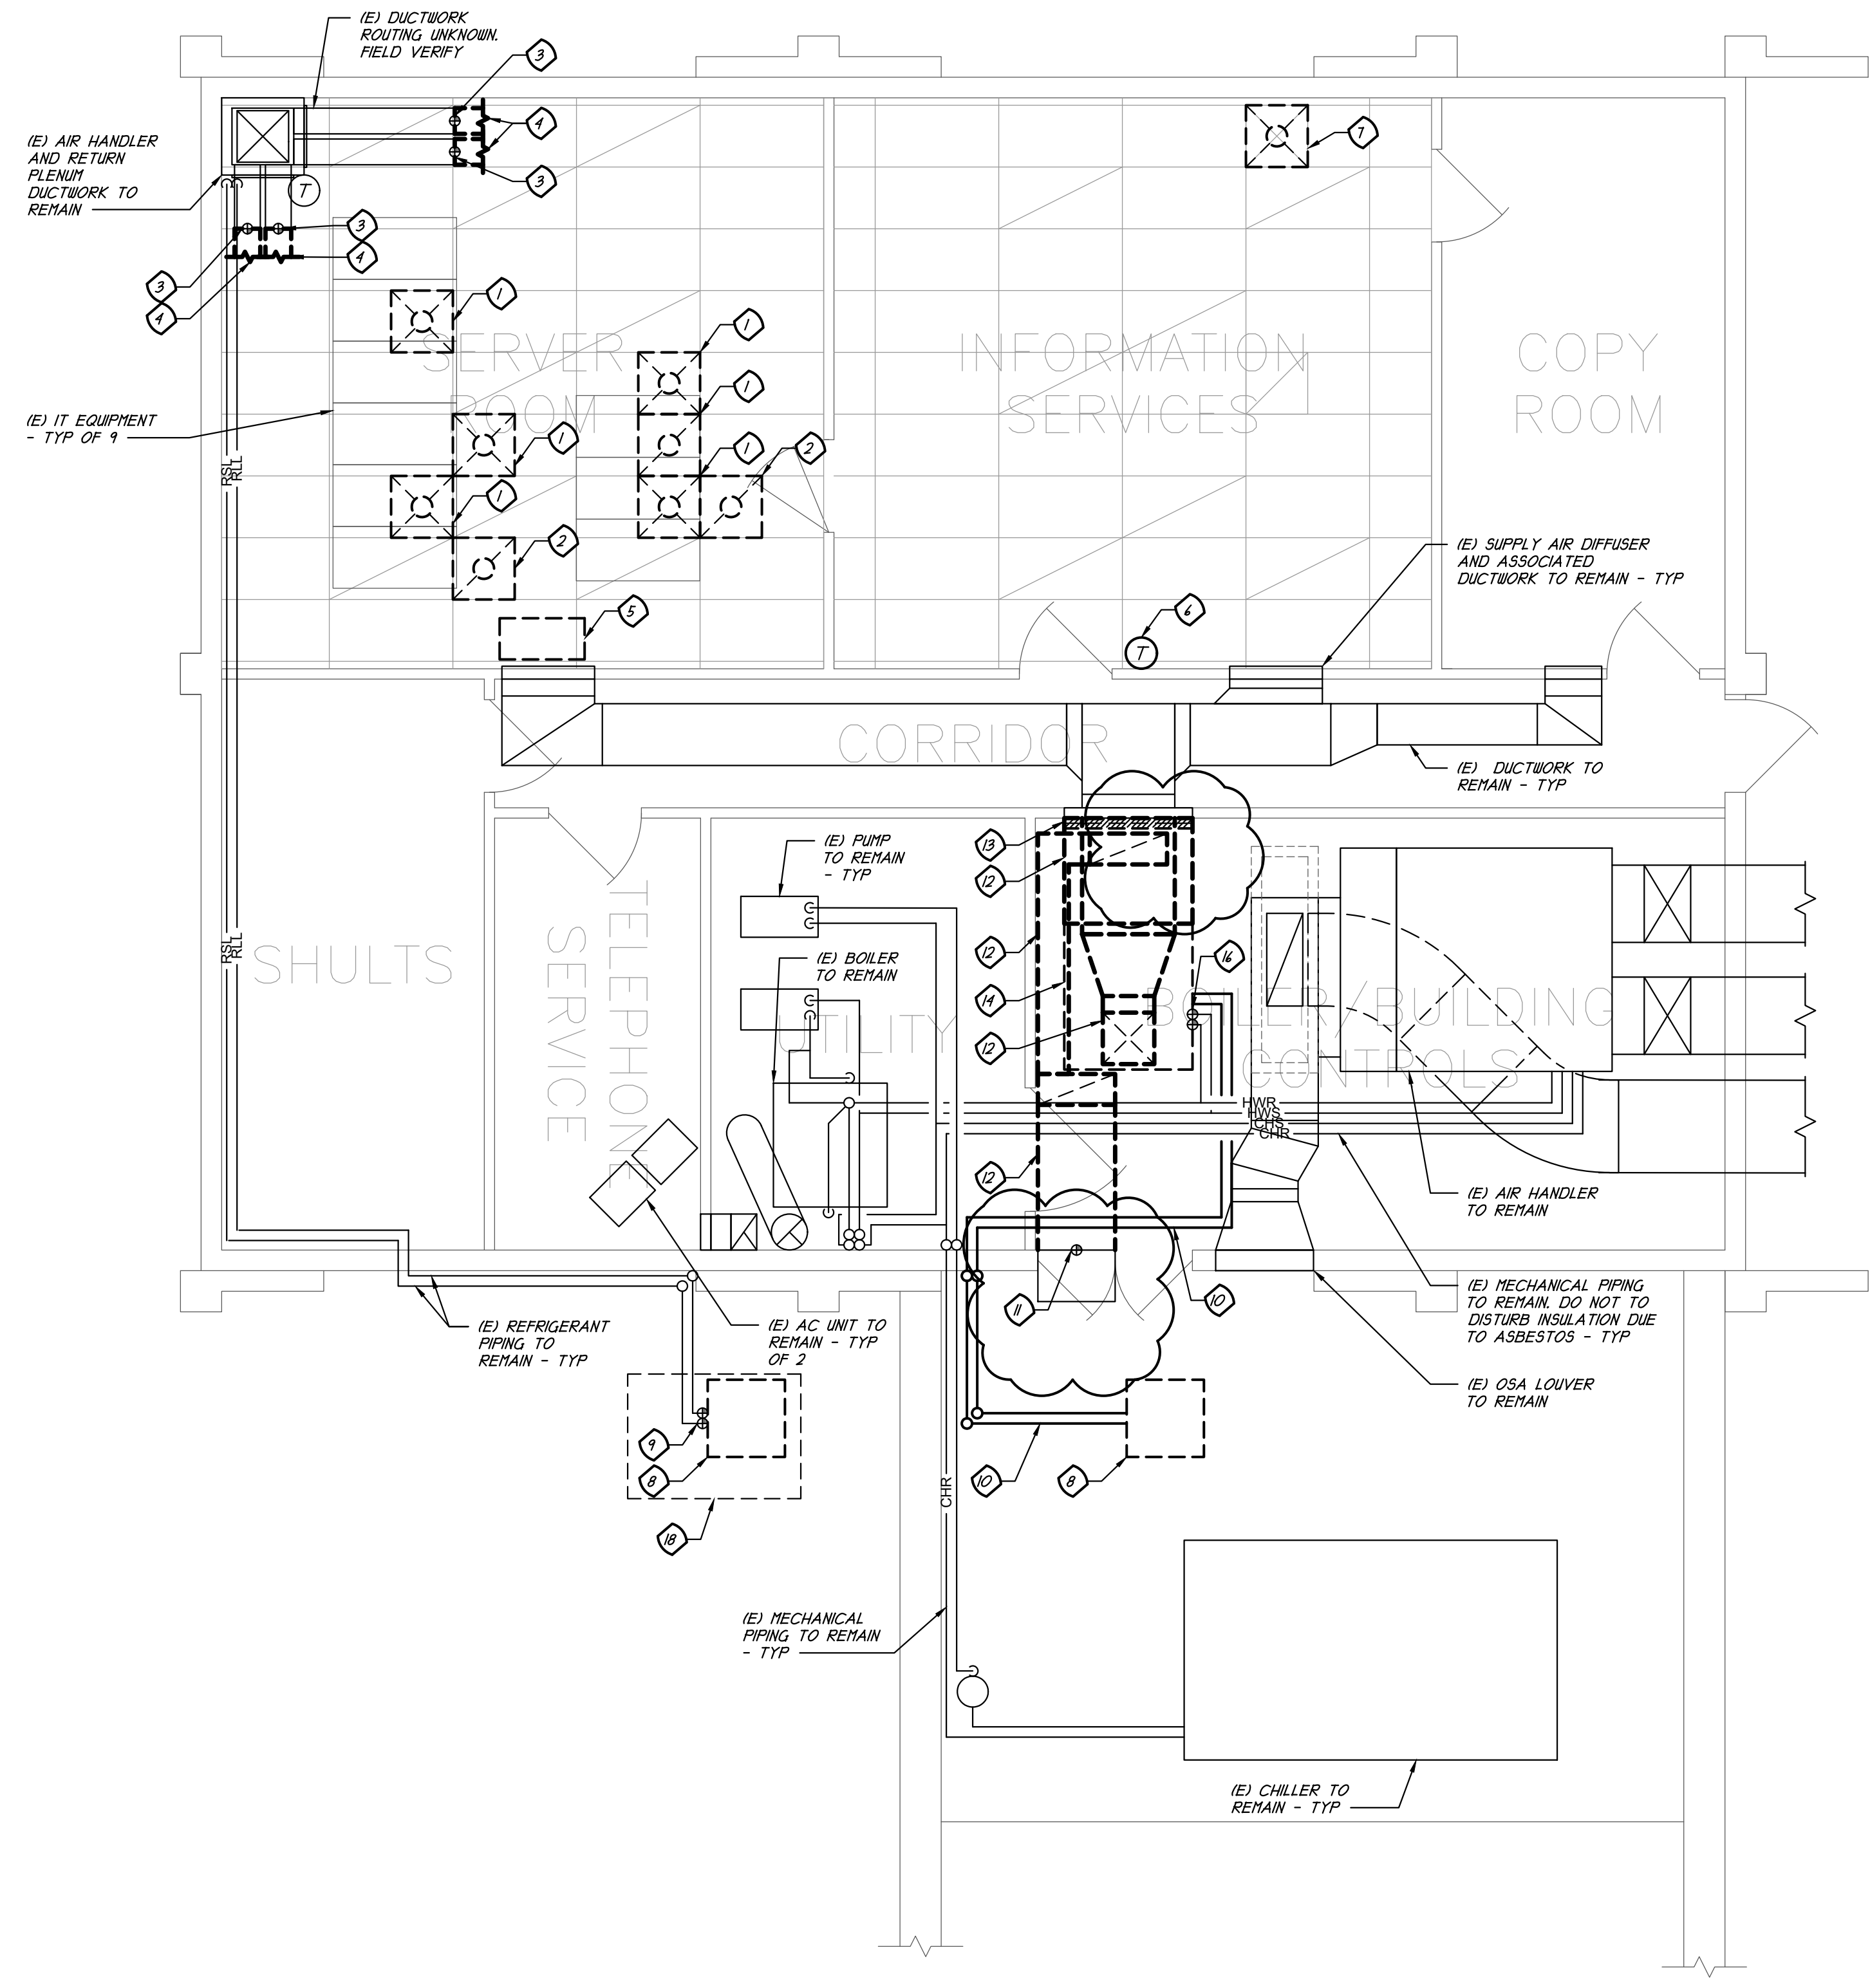 (E) DUCTWORK
ROUTING UNKNOWN.
FIELD VERIFY
3
4
3
7
(E) AIR HANDLER
AND RETURN
PLENUM
DUCTWORK TO
REMAIN
T
3
4
3
4
1
1
1
1
1
1
2
2
SERVER
ROOM
INFORMATION
SERVICES
COPY
ROOM
(E) IT EQUIPMENT
- TYP OF 9
RSL
RLL
5
6
T
(E) SUPPLY AIR DIFFUSER
AND ASSOCIATED
DUCTWORK TO REMAIN - TYP
CORRIDOR
(E) DUCTWORK TO
REMAIN - TYP
(E) PUMP
TO REMAIN
- TYP
13
12
12
14
12
12
16
(E) BOILER
TO REMAIN
RSL
RLL
SHULTS
TELEPHONE
SERVICE
UTILITY
BOILER/BUILDING
CONTROLS
HWR
HWS
CHS
CHR
(E) AIR HANDLER
TO REMAIN
11
10
(E) MECHANICAL PIPING
TO REMAIN. DO NOT TO
DISTURB INSULATION DUE
TO ASBESTOS - TYP
(E) REFRIGERANT
PIPING TO
REMAIN - TYP
(E) AC UNIT TO
REMAIN - TYP
OF 2
(E) OSA LOUVER
TO REMAIN
9
8
18
10
8
CHR
(E) MECHANICAL
PIPING TO REMAIN
- TYP
(E) CHILLER TO
REMAIN - TYP